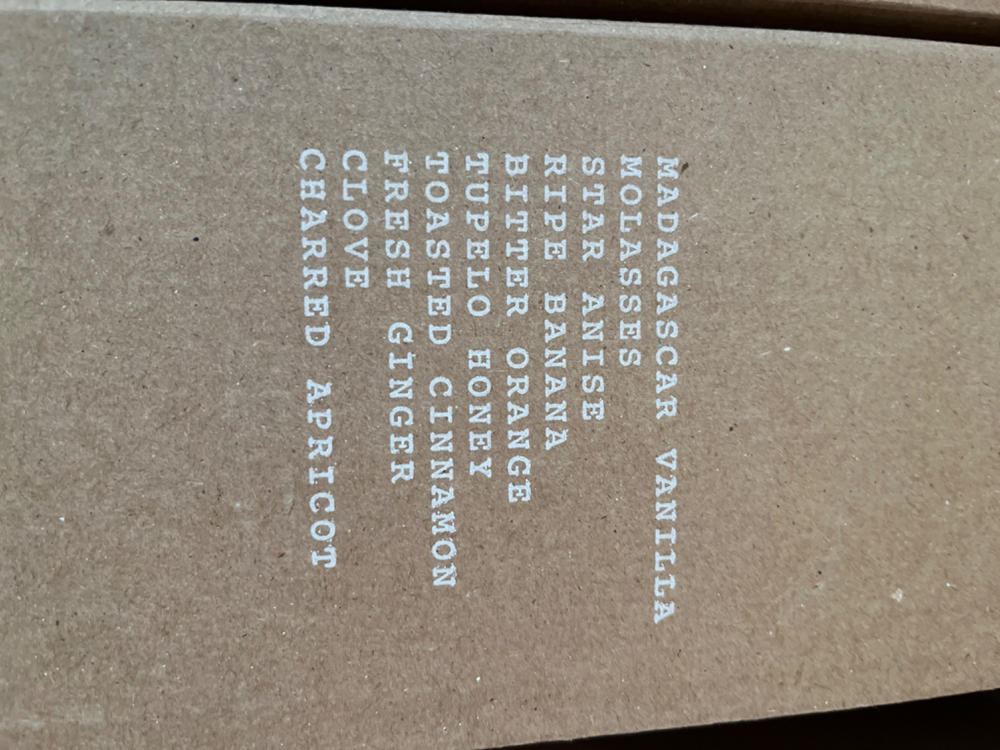 MADAGASCAR VANILLA
MOLASSES
STAR ANISE
RIPE BANANA
BITTER ORANGE
TUPELO HONEY
TOASTED CINNAMON
FRESH GINGER
CLOVE
CHARRED APRICOT